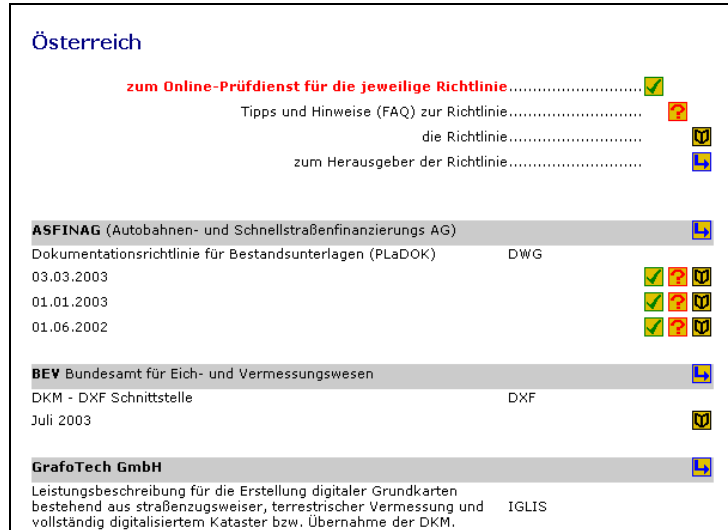 Österreich
zum Online-Prüfdienst für die jeweilige Richtlinie...........................
Tipps und Hinweise (FAQ) zur Richtlinie...........................
die Richtlinie...........................
zum Herausgeber der Richtlinie...........................
ASFINAG (Autobahnen- und Schnellstraßenfinanzierungs AG)
Dokumentationsrichtlinie für Bestandsunterlagen (PLaDOK) DWG
03.03.2003
01.01.2003
01.06.2002
BEV Bundesamt für Eich- und Vermessungswesen
DKM - DXF Schnittstelle DXF
Juli 2003
GrafoTech GmbH
Leistungsbeschreibung für die Erstellung digitaler Grundkarten
bestehend aus straßenzugsweiser, terrestrischer Vermessung und IGLIS
vollständig digitalisiertem Kataster bzw. Übernahme der DKM.